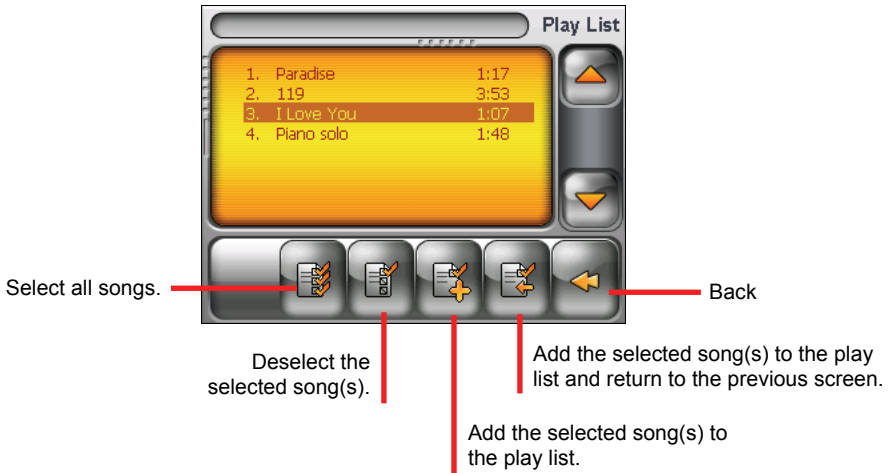 Play List
1. Paradise 1:17
2. 119 3:53
3. I Love You 1:07
4. Piano solo 1:48
Select all songs.
Back
Deselect the
selected song(s).
Add the selected song(s) to the play
list and return to the previous screen.
Add the selected song(s) to
the play list.